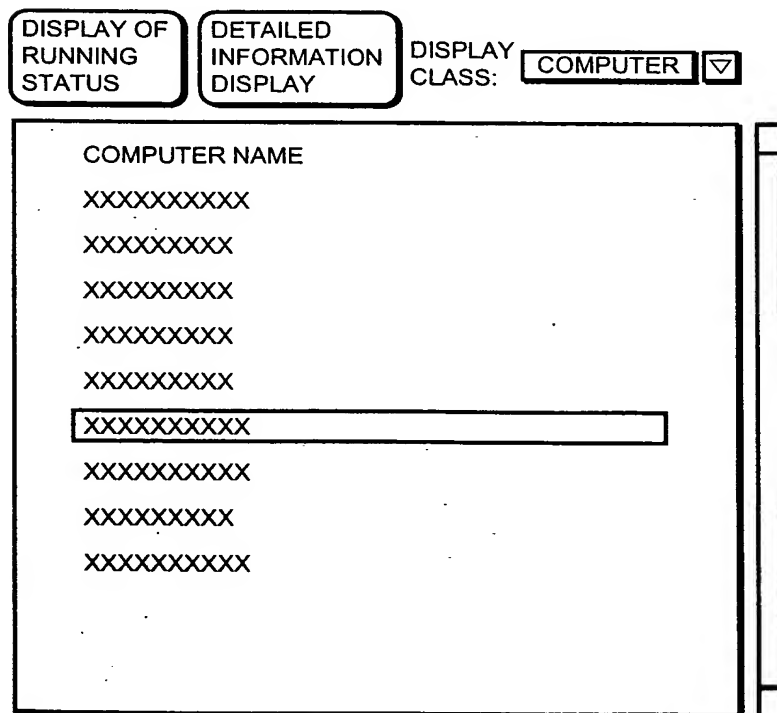 DISPLAY OF
RUNNING
STATUS
DETAILED
INFORMATION
DISPLAY
DISPLAY
CLASS:
COMPUTER
COMPUTER NAME
XXXXXXXXXX
XXXXXXXXX
XXXXXXXXX
XXXXXXXXX
XXXXXXXXX
XXXXXXXXXX
XXXXXXXXXX
XXXXXXXXX
XXXXXXXXXX